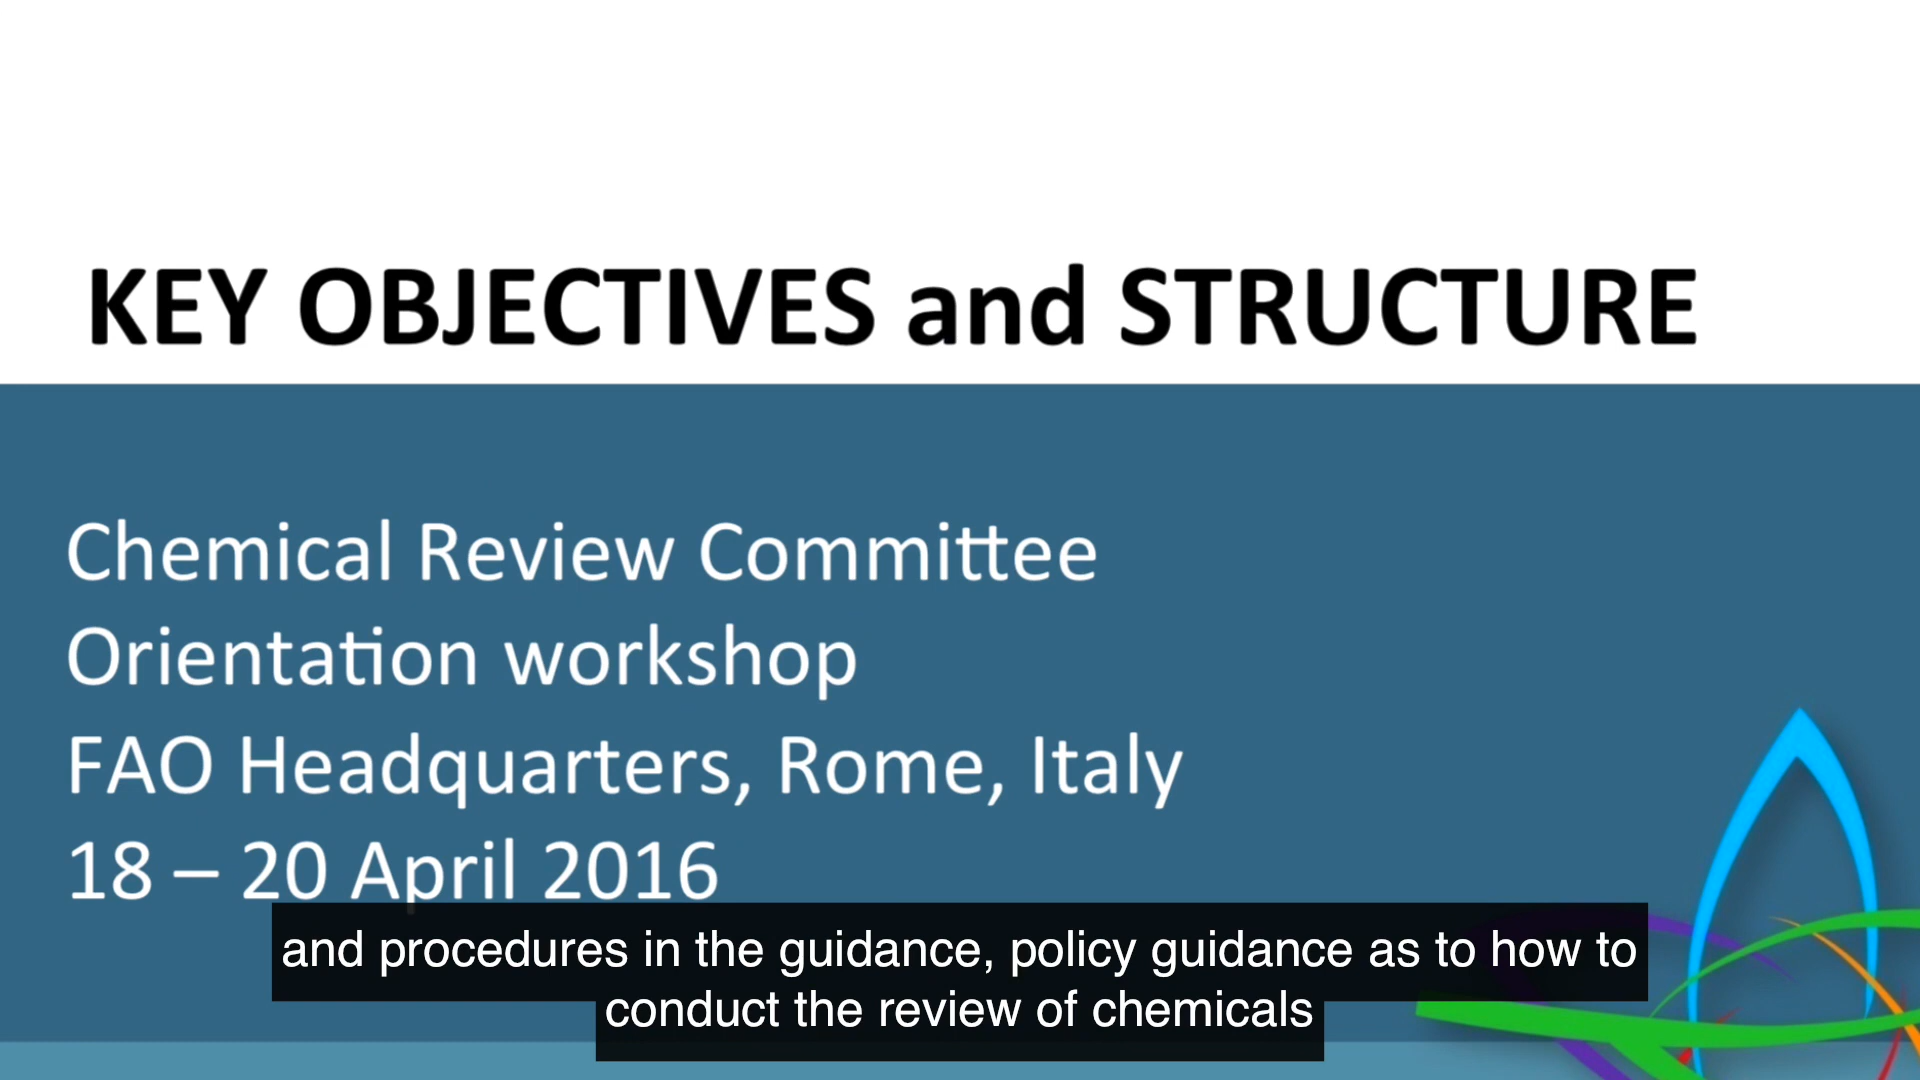 KEY OBJECTIVES and STRUCTURE
Chemical Review Committee
Orientation workshop
FAO Headquarters, Rome, Italy
18 – 20 April 2016
and procedures in the guidance, policy guidance as to how to
conduct the review of chemicals